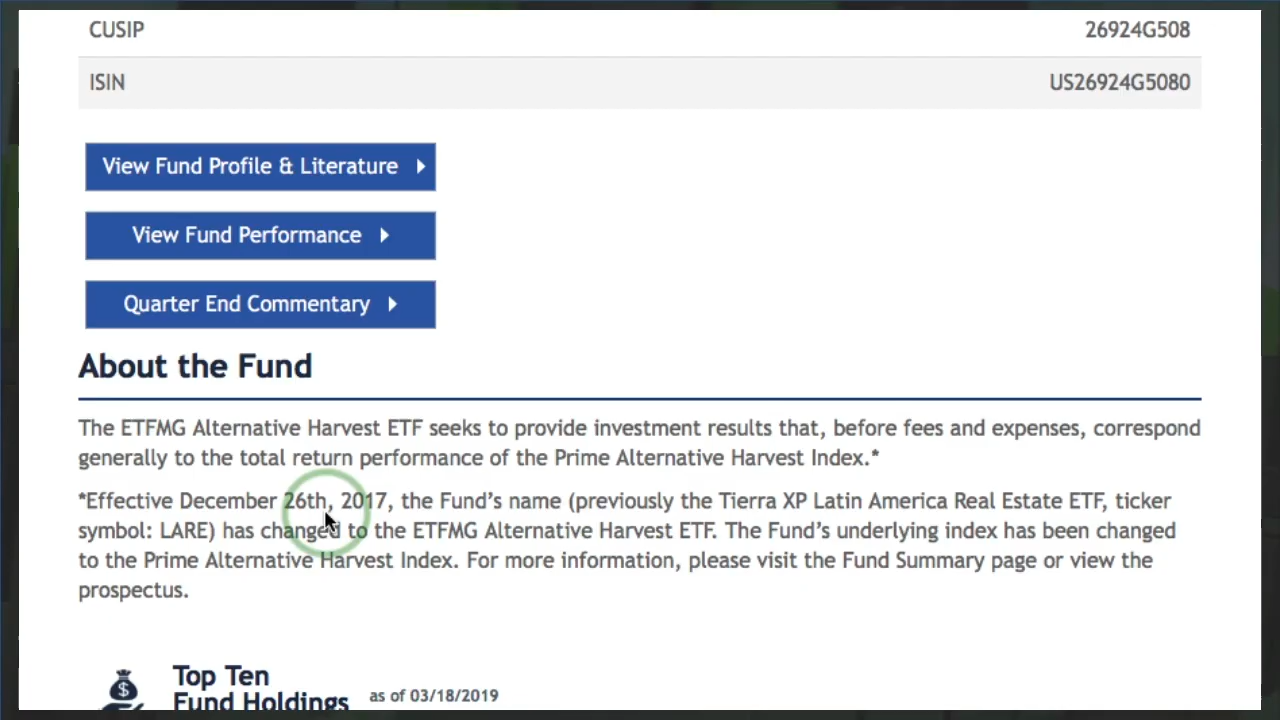 CUSIP 26924G508
ISIN US26924G5080
View Fund Profile & Literature
View Fund Performance
Quarter End Commentary
About the Fund
The ETFMG Alternative Harvest ETF seeks to provide investment results that, before fees and expenses, correspond
generally to the total return performance of the Prime Alternative Harvest Index.*
*Effective December 26th, 2017, the Fund’s name (previously the Tierra XP Latin America Real Estate ETF, ticker
symbol: LARE) has changed to the ETFMG Alternative Harvest ETF. The Fund’s underlying index has been changed
to the Prime Alternative Harvest Index. For more information, please visit the Fund Summary page or view the
prospectus.
$
Top Ten
Fund Holdings as of 03/18/2019